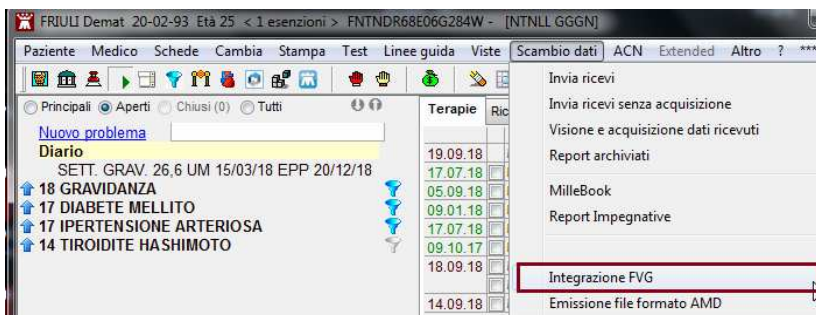 FRIULI Demat 20-02-93 Età 25 < 1 esenzioni > FNTNDR68E06G284W - [NTNLL GGGN]
Paziente Medico Schede Cambia Stampa Test Linee guida Viste Scambio dati ACN Extended Altro ? ***
Principali Aperti Chiusi (0) Tutti
Nuovo problema
Diario
SETT. GRAV. 26,6 UM 15/03/18 EPP 20/12/18
18 GRAVIDANZA
17 DIABETE MELLITO
17 IPERTENSIONE ARTERIOSA
14 TIROIDITE HASHIMOTO
Terapie Ric
19.09.18
17.07.18
05.09.18
09.01.18
17.07.18
09.10.17
18.09.18
14.09.18
Invia ricevi
Invia ricevi senza acquisizione
Visione e acquisizione dati ricevuti
Report archiviati
MilleBook
Report Impegnative
Integrazione FVG
Emissione file formato AMD